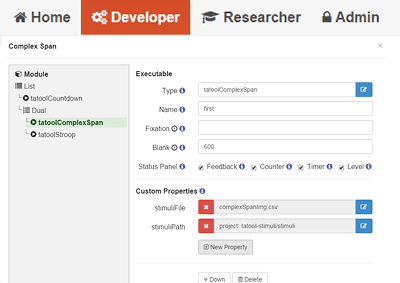 Home Developer Researcher Admin
Complex Span ×
Module
List
tatoolCountdown
Dual
tatoolComplexSpan
tatoolStroop
Executable
Type tatoolComplexSpan
Name first
Fixation
Blank 600
Status Panel Feedback Counter Timer Level
Custom Properties
stimuliFile complexSpanImg.csv
stimuliPath project: tatool-stimuli/stimuli
New Property
Down Delete